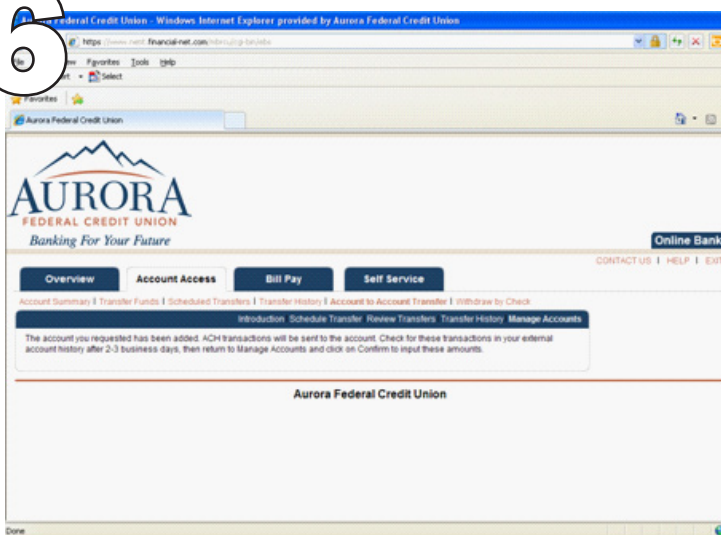 6
Federal Credit Union - Windows Internet Explorer provided by Aurora Federal Credit Union
https://www.netit.financial-net.com
Favorites Tools Help
Select
Favorites
Aurora Federal Credit Union
AURORA
FEDERAL CREDIT UNION
Banking For Your Future
Online Bank
CONTACT US | HELP | EXIT
Overview Account Access Bill Pay Self Service
Account Summary | Transfer Funds | Scheduled Transfers | Transfer History | Account to Account Transfer | Withdraw by Check
Introduction Schedule Transfer Review Transfers Transfer History Manage Accounts
The account you requested has been added. ACH transactions will be sent to the account. Check for these transactions in your external
account history after 2-3 business days, then return to Manage Accounts and click on Confirm to input these amounts.
Aurora Federal Credit Union
Done